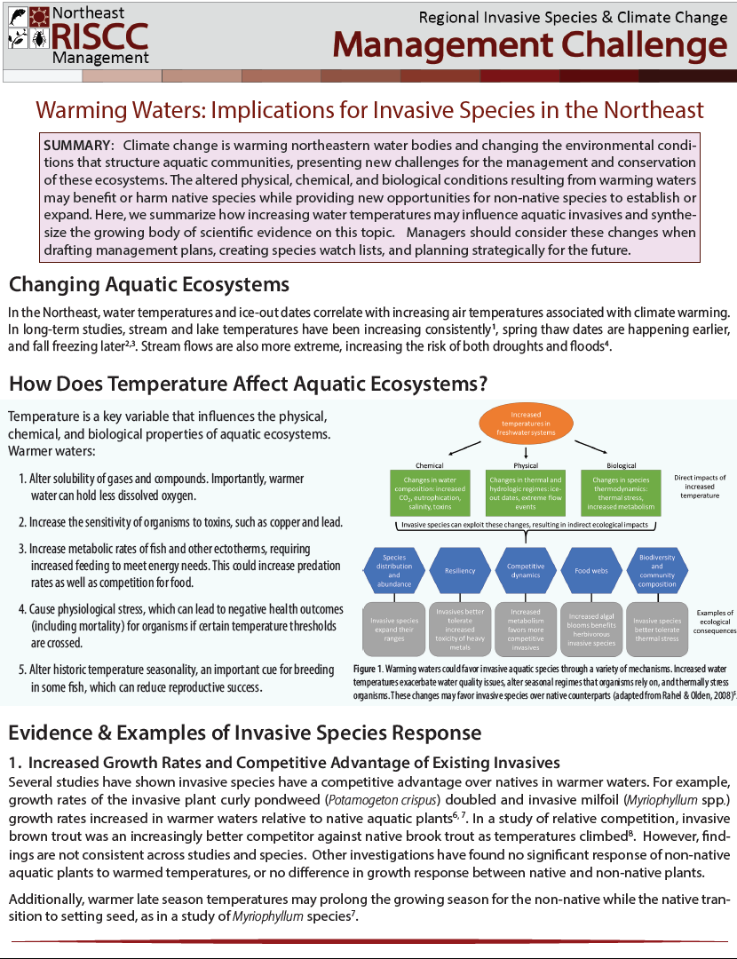 Northeast
RISCC
Management
Regional Invasive Species & Climate Change
Management Challenge
Warming Waters: Implications for Invasive Species in the Northeast
SUMMARY: Climate change is warming northeastern water bodies and changing the environmental condi-
tions that structure aquatic communities, presenting new challenges for the management and conservation
of these ecosystems. The altered physical, chemical, and biological conditions resulting from warming waters
may benefit or harm native species while providing new opportunities for non-native species to establish or
expand. Here, we summarize how increasing water temperatures may influence aquatic invasives and synthe-
size the growing body of scientific evidence on this topic. Managers should consider these changes when
drafting management plans, creating species watch lists, and planning strategically for the future.
Changing Aquatic Ecosystems
In the Northeast, water temperatures and ice-out dates correlate with increasing air temperatures associated with climate warming.
In long-term studies, stream and lake temperatures have been increasing consistently¹, spring thaw dates are happening earlier,
and fall freezing later²,³. Stream flows are also more extreme, increasing the risk of both droughts and floods⁴.
How Does Temperature Affect Aquatic Ecosystems?
Temperature is a key variable that influences the physical,
chemical, and biological properties of aquatic ecosystems.
Warmer waters:
1. Alter solubility of gases and compounds. Importantly, warmer
water can hold less dissolved oxygen.
2. Increase the sensitivity of organisms to toxins, such as copper and lead.
3. Increase metabolic rates of fish and other ectotherms, requiring
increased feeding to meet energy needs. This could increase predation
rates as well as competition for food.
4. Cause physiological stress, which can lead to negative health outcomes
(including mortality) for organisms if certain temperature thresholds
are crossed.
5. Alter historic temperature seasonality, an important cue for breeding
in some fish, which can reduce reproductive success.
Increased
temperatures in
freshwater systems
Chemical
Physical
Biological
Changes in water
composition: increased
CO₂, eutrophication,
salinity, toxins
Changes in thermal and
hydrologic regimes: ice-
out dates, extreme flow
events
Changes in species
thermodynamics:
thermal stress,
increased metabolism
Direct impacts of
increased
temperature
Invasive species can exploit these changes, resulting in indirect ecological impacts
Species
distribution
and
abundance
Resiliency
Competitive
dynamics
Food webs
Biodiversity
and
community
composition
Invasive species
expand their
ranges
Invasives better
tolerate
increased
toxicity of heavy
metals
Increased
metabolism
favors more
competitive
invasives
Increased algal
blooms benefits
herbivorous
invasive species
Invasive species
better tolerate
thermal stress
Examples of
ecological
consequences
Figure 1. Warming waters could favor invasive aquatic species through a variety of mechanisms. Increased water
temperatures exacerbate water quality issues, alter seasonal regimes that organisms rely on, and thermally stress
organisms. These changes may favor invasive species over native counterparts (adapted from Rahel & Olden, 2008)⁵.
Evidence & Examples of Invasive Species Response
1. Increased Growth Rates and Competitive Advantage of Existing Invasives
Several studies have shown invasive species have a competitive advantage over natives in warmer waters. For example,
growth rates of the invasive plant curly pondweed (Potamogeton crispus) doubled and invasive milfoil (Myriophyllum spp.)
growth rates increased in warmer waters relative to native aquatic plants⁶,⁷. In a study of relative competition, invasive
brown trout was an increasingly better competitor against native brook trout as temperatures climbed⁸. However, find-
ings are not consistent across studies and species. Other investigations have found no significant response of non-native
aquatic plants to warmed temperatures, or no difference in growth response between native and non-native plants.
Additionally, warmer late season temperatures may prolong the growing season for the non-native while the native tran-
sition to setting seed, as in a study of Myriophyllum species⁷.